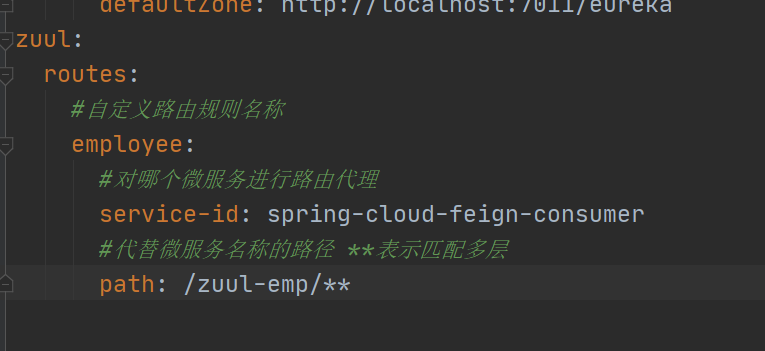 defaultZone: http://localhost:7011/eureka
zuul:
routes:
#自定义路由规则名称
employee:
#对哪个微服务进行路由代理
service-id: spring-cloud-feign-consumer
#代替微服务名称的路径 **表示匹配多层
path: /zuul-emp/**